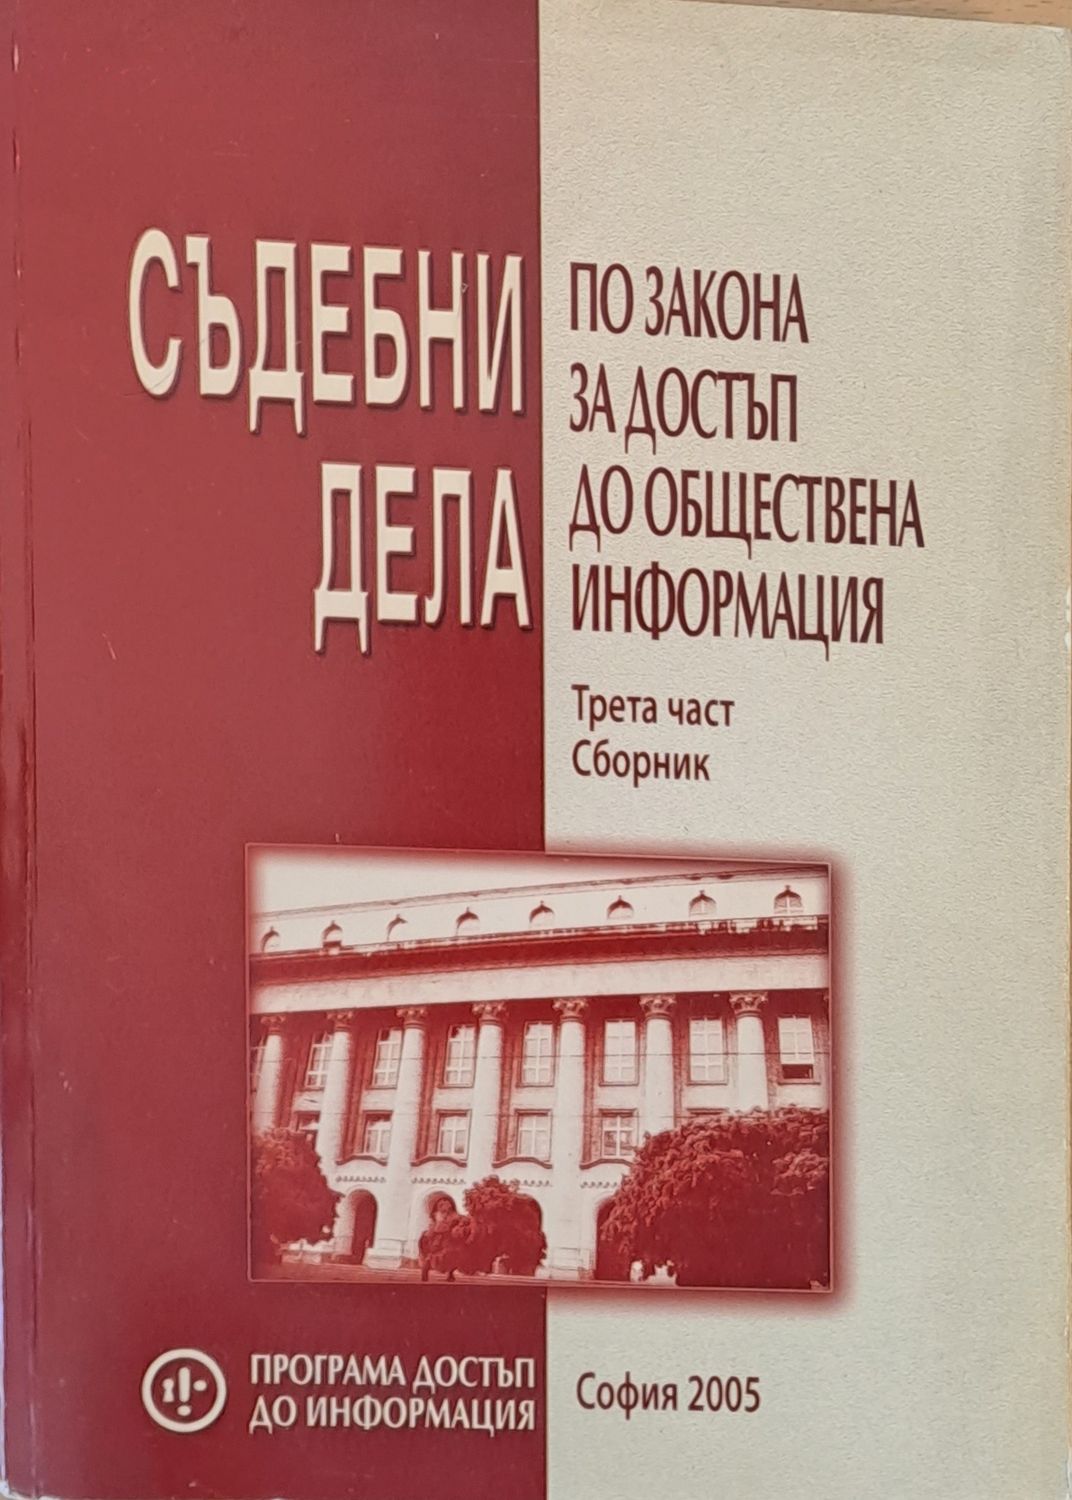 СЪДЕБНИ
ДЕЛА
ПО ЗАКОНА
ЗА ДОСТЪП
ДО ОБЩЕСТВЕНА
ИНФОРМАЦИЯ
Трета част
Сборник
ПРОГРАМА ДОСТЪП
ДО ИНФОРМАЦИЯ
София 2005